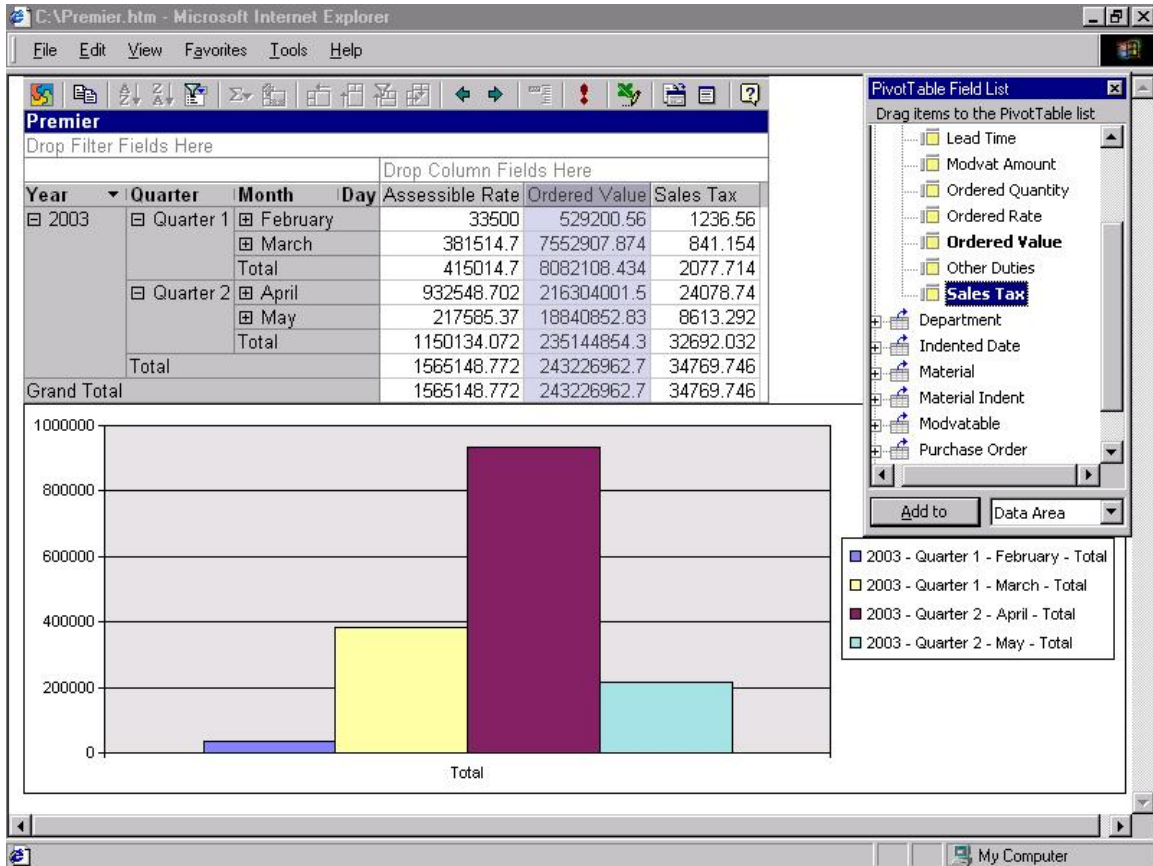 C:\Premier.htm - Microsoft Internet Explorer
File Edit View Favorites Tools Help
Premier
Drop Filter Fields Here
Drop Column Fields Here
Year Quarter Month Day Assessible Rate Ordered Value Sales Tax
2003 Quarter 1 February 33500 529200.56 1236.56
March 381514.7 7552907.874 841.154
Total 415014.7 8082108.434 2077.714
Quarter 2 April 932548.702 216304001.5 24078.74
May 217585.37 18840852.83 8613.292
Total 1150134.072 235144854.3 32692.032
Total 1565148.772 243226962.7 34769.746
Grand Total 1565148.772 243226962.7 34769.746
PivotTable Field List
Drag items to the PivotTable list
Lead Time
Modvat Amount
Ordered Quantity
Ordered Rate
Ordered Value
Other Duties
Sales Tax
Department
Indented Date
Material
Material Indent
Modvatable
Purchase Order
Add to Data Area
1000000
800000
600000
400000
200000
0
Total
2003 - Quarter 1 - February - Total
2003 - Quarter 1 - March - Total
2003 - Quarter 2 - April - Total
2003 - Quarter 2 - May - Total
My Computer